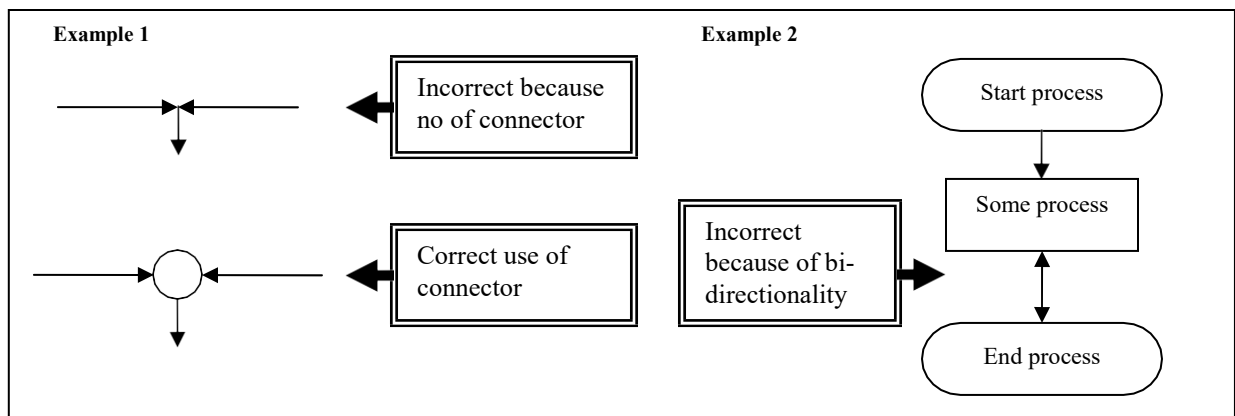 Example 1
Incorrect because
no of connector
Correct use of
connector
Example 2
Start process
Some process
Incorrect
because of bi-
directionality
End process